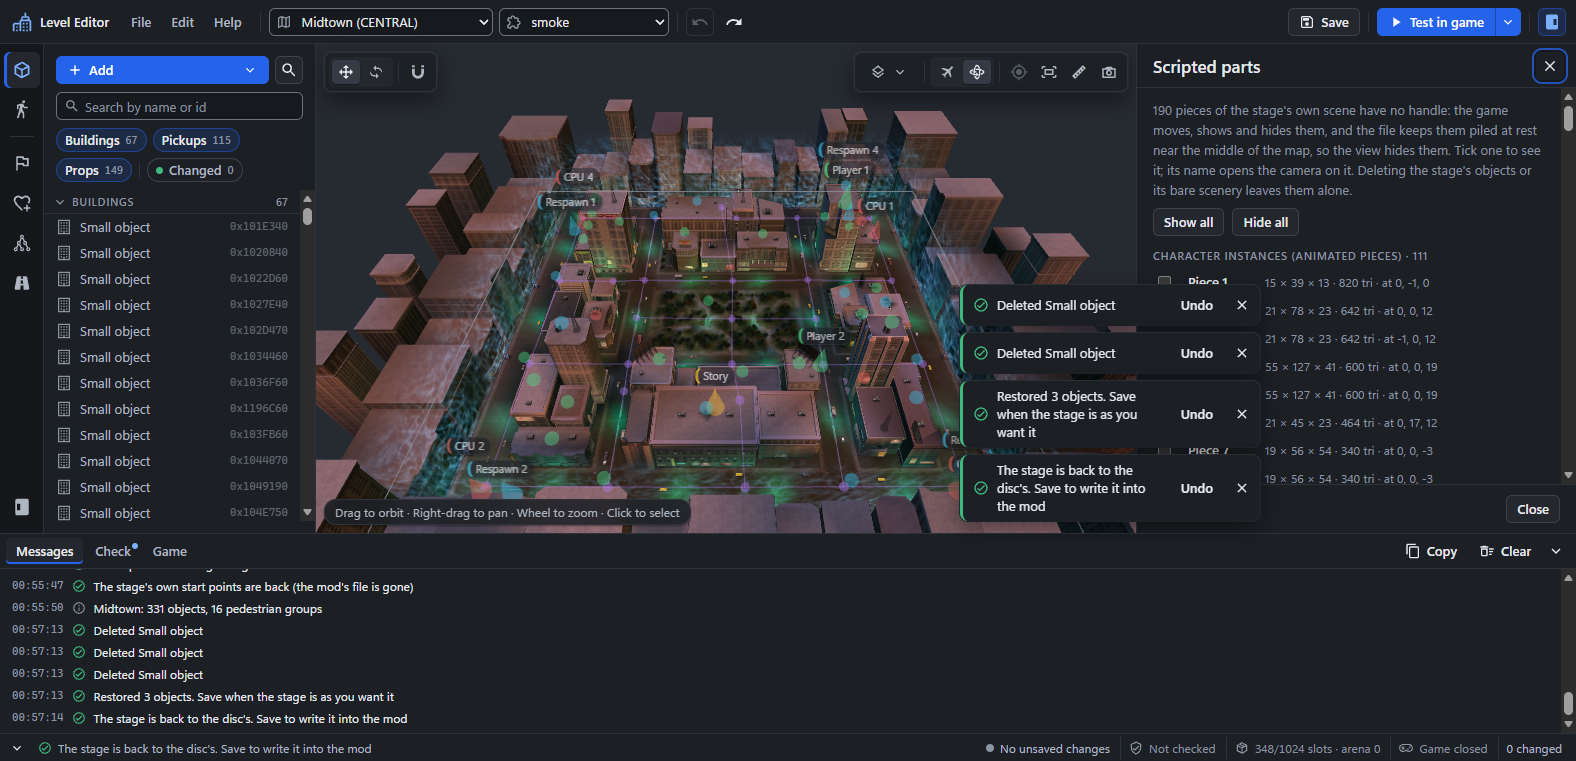 Level Editor File Edit Help Midtown (CENTRAL) smoke Save Test in game
Add
Search by name or id
Buildings 67 Pickups 115
Props 149 Changed 0
BUILDINGS 67
Small object 0x101E340
Small object 0x1020840
Small object 0x1022D60
Small object 0x1027E40
Small object 0x102D470
Small object 0x1034460
Small object 0x1036F60
Small object 0x1196C60
Small object 0x103FB60
Small object 0x1044070
Small object 0x1049190
Small object 0x104E750
Respawn 4
Player 1
CPU 4
Respawn 1
CPU 1
Player 2
Story
CPU 2
Respawn 2
Drag to orbit · Right-drag to pan · Wheel to zoom · Click to select
Scripted parts
190 pieces of the stage's own scene have no handle: the game
moves, shows and hides them, and the file keeps them piled at rest
near the middle of the map, so the view hides them. Tick one to see
it; its name opens the camera on it. Deleting the stage's objects or
its bare scenery leaves them alone.
Show all Hide all
CHARACTER INSTANCES (ANIMATED PIECES) · 111
Piece 1 15 × 39 × 13 · 820 tri · at 0, -1, 0
21 × 78 × 23 · 642 tri · at 0, 0, 12
21 × 78 × 23 · 642 tri · at -1, 0, 12
55 × 127 × 41 · 600 tri · at 0, 0, 19
55 × 127 × 41 · 600 tri · at 0, 0, 19
21 × 45 × 23 · 464 tri · at 0, 17, 12
Piece 7 19 × 56 × 54 · 340 tri · at 0, 0, -3
19 × 56 × 54 · 340 tri · at 0, 0, -3
Close
Deleted Small object Undo
Deleted Small object Undo
Restored 3 objects. Save
when the stage is as you
want it
Undo
The stage is back to the
disc's. Save to write it into
the mod
Undo
Messages Check Game Copy Clear
00:55:47 The stage's own start points are back (the mod's file is gone)
00:55:50 Midtown: 331 objects, 16 pedestrian groups
00:57:13 Deleted Small object
00:57:13 Deleted Small object
00:57:13 Deleted Small object
00:57:13 Restored 3 objects. Save when the stage is as you want it
00:57:14 The stage is back to the disc's. Save to write it into the mod
The stage is back to the disc's. Save to write it into the mod No unsaved changes Not checked 348/1024 slots · arena 0 Game closed 0 changed